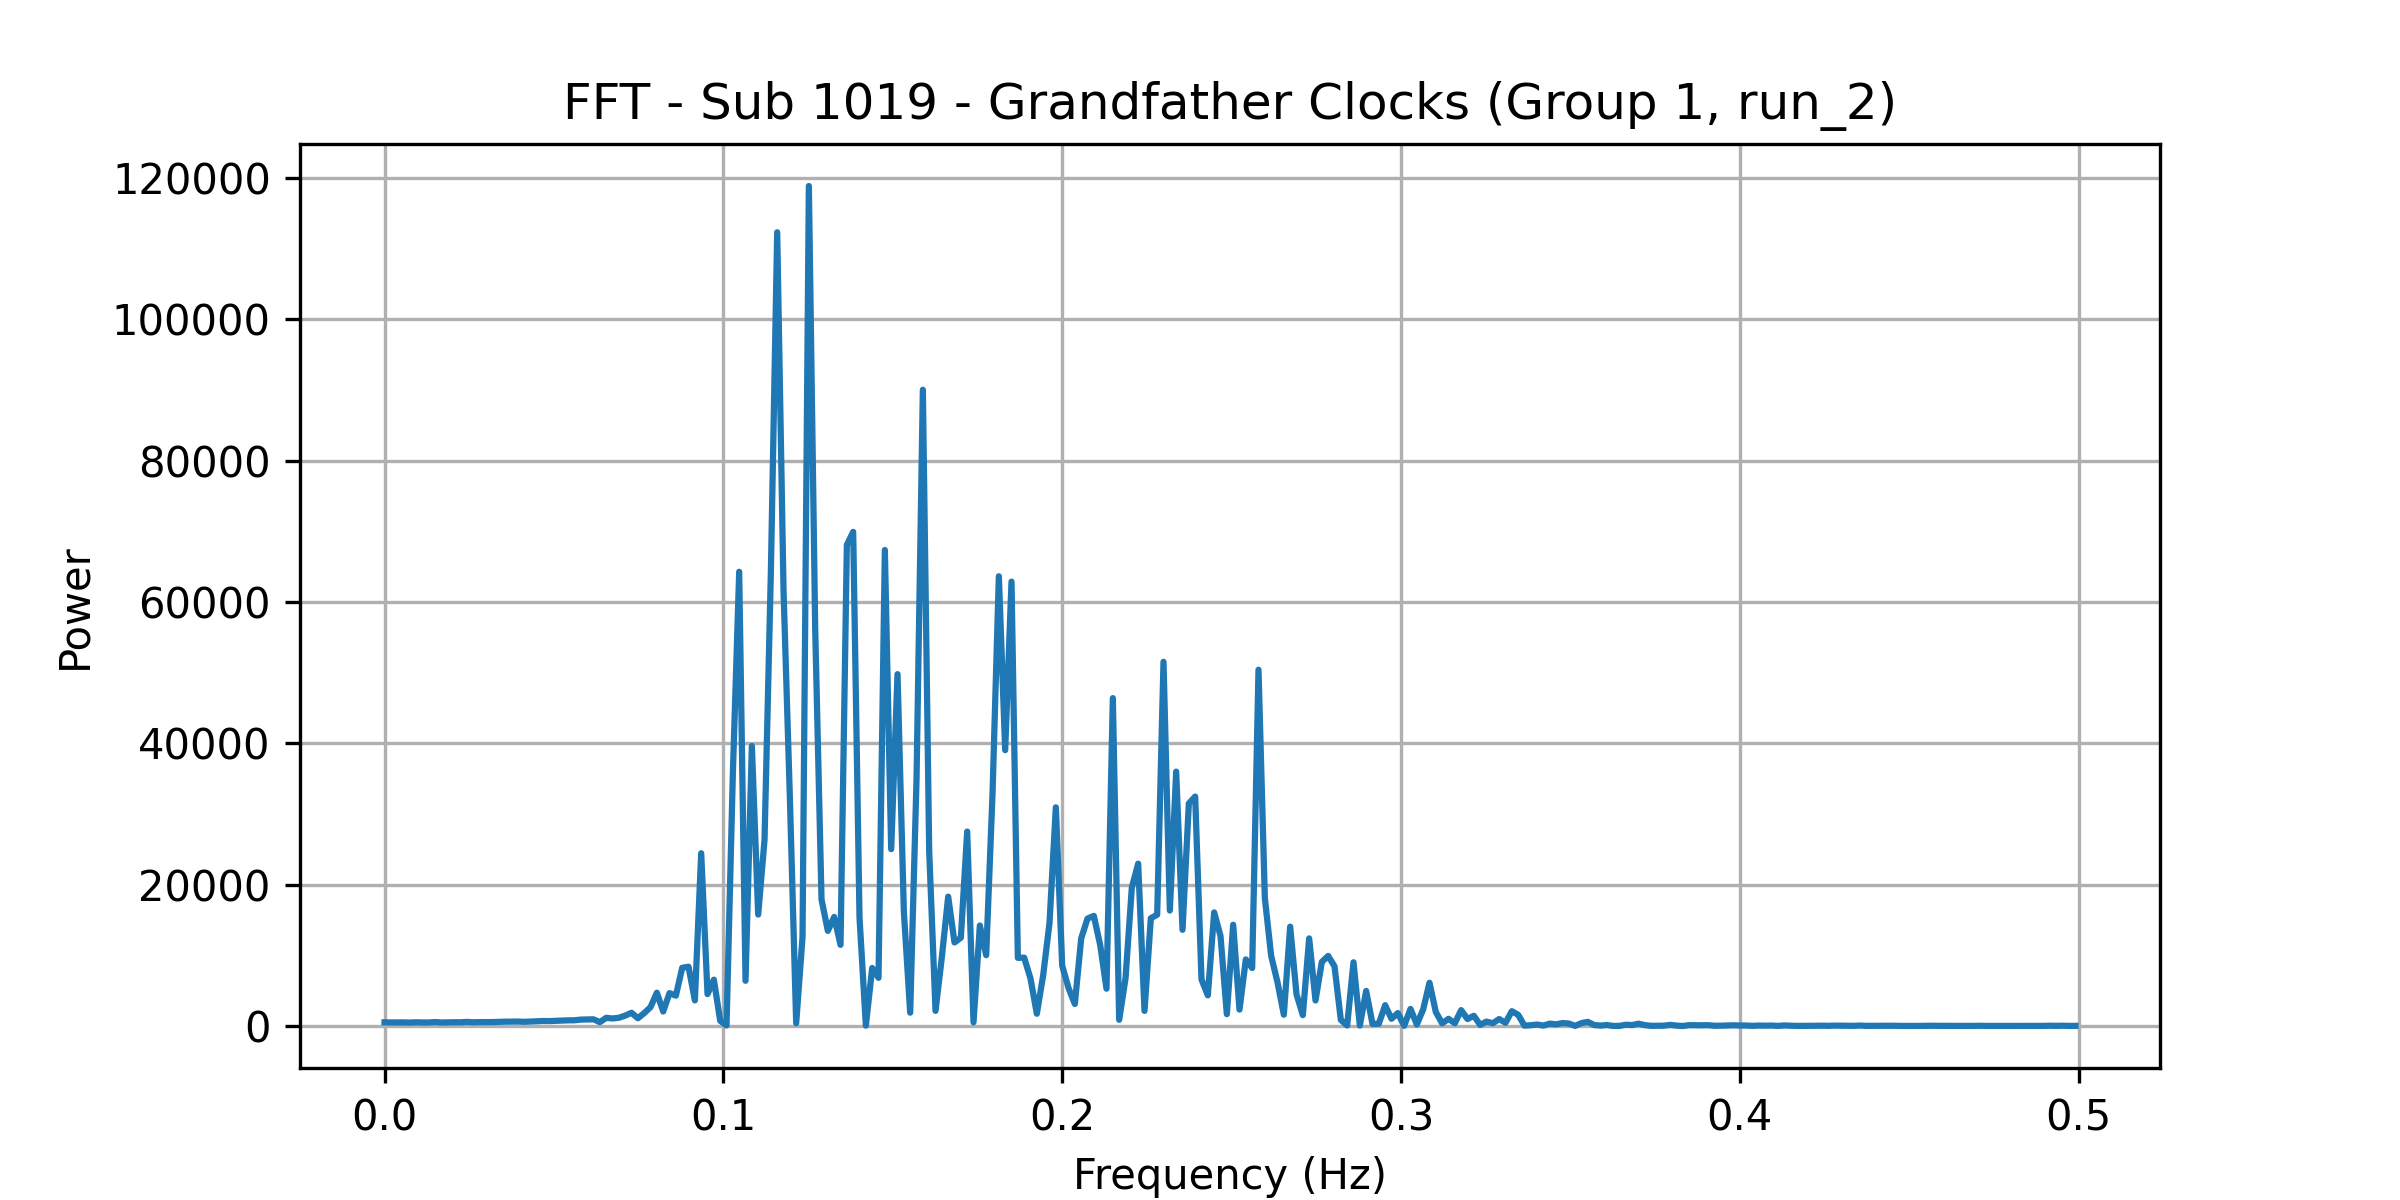 FFT - Sub 1019 - Grandfather Clocks (Group 1, run_2)
120000
100000
80000
60000
40000
20000
0
Power
0.0 0.1 0.2 0.3 0.4 0.5
Frequency (Hz)